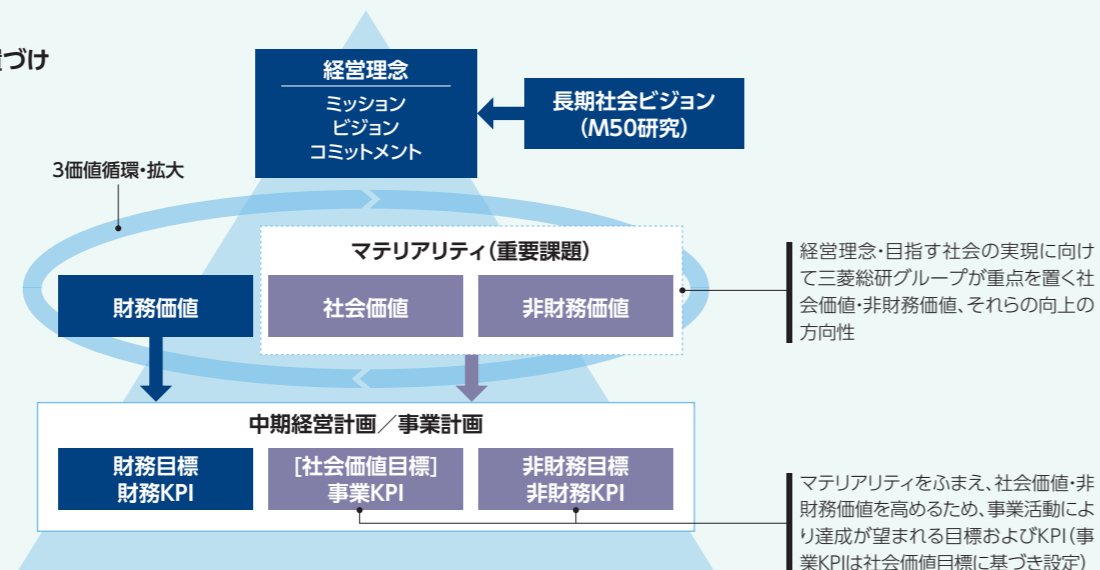 づけ
経営理念
ミッション
ビジョン
コミットメント
長期社会ビジョン
（M50研究）
3価値循環・拡大
マテリアリティ（重要課題）
財務価値
社会価値
非財務価値
経営理念・目指す社会の実現に向け
て三菱総研グループが重点を置く社
会価値・非財務価値、それらの向上の
方向性
中期経営計画／事業計画
財務目標
財務KPI
[社会価値目標]
事業KPI
非財務目標
非財務KPI
マテリアリティをふまえ、社会価値・非
財務価値を高めるため、事業活動によ
り達成が望まれる目標およびKPI（事
業KPIは社会価値目標に基づき設定）